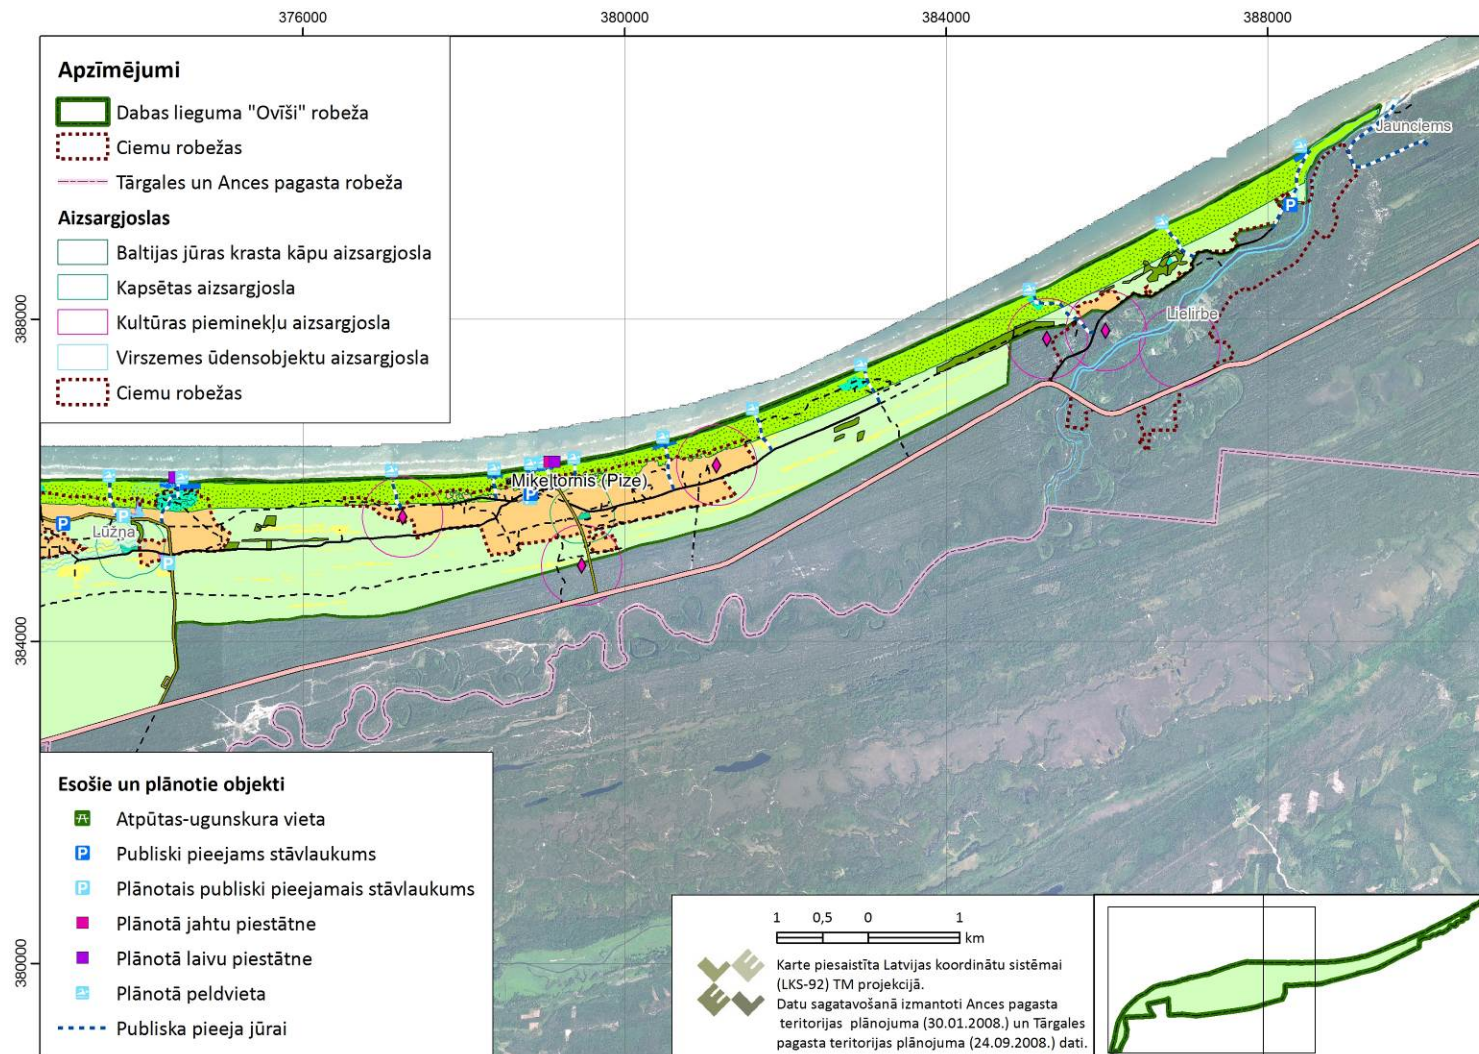 376000
380000
384000
388000
Apzīmējumi
Dabas lieguma "Ovīši" robeža
Ciemu robežas
Tārgales un Ances pagasta robeža
Aizsargjoslas
Baltijas jūras krasta kāpu aizsargjosla
Kapsētas aizsargjosla
Kultūras pieminekļu aizsargjosla
Virszemes ūdensobjektu aizsargjosla
Ciemu robežas
Jaunciems
P
Lielirbe
388000
Miķeļtornis (Pize)
P
P
P
Lūžņa
P
384000
Esošie un plānotie objekti
Atpūtas-ugunskura vieta
P Publiski pieejams stāvlaukums
P Plānotais publiski pieejamais stāvlaukums
Plānotā jahtu piestātne
Plānotā laivu piestātne
Plānotā peldvieta
Publiska pieeja jūrai
380000
1 0,5 0 1
km
Karte piesaistīta Latvijas koordinātu sistēmai
(LKS-92) TM projekcijā.
Datu sagatavošanā izmantoti Ances pagasta
teritorijas plānojuma (30.01.2008.) un Tārgales
pagasta teritorijas plānojuma (24.09.2008.) dati.